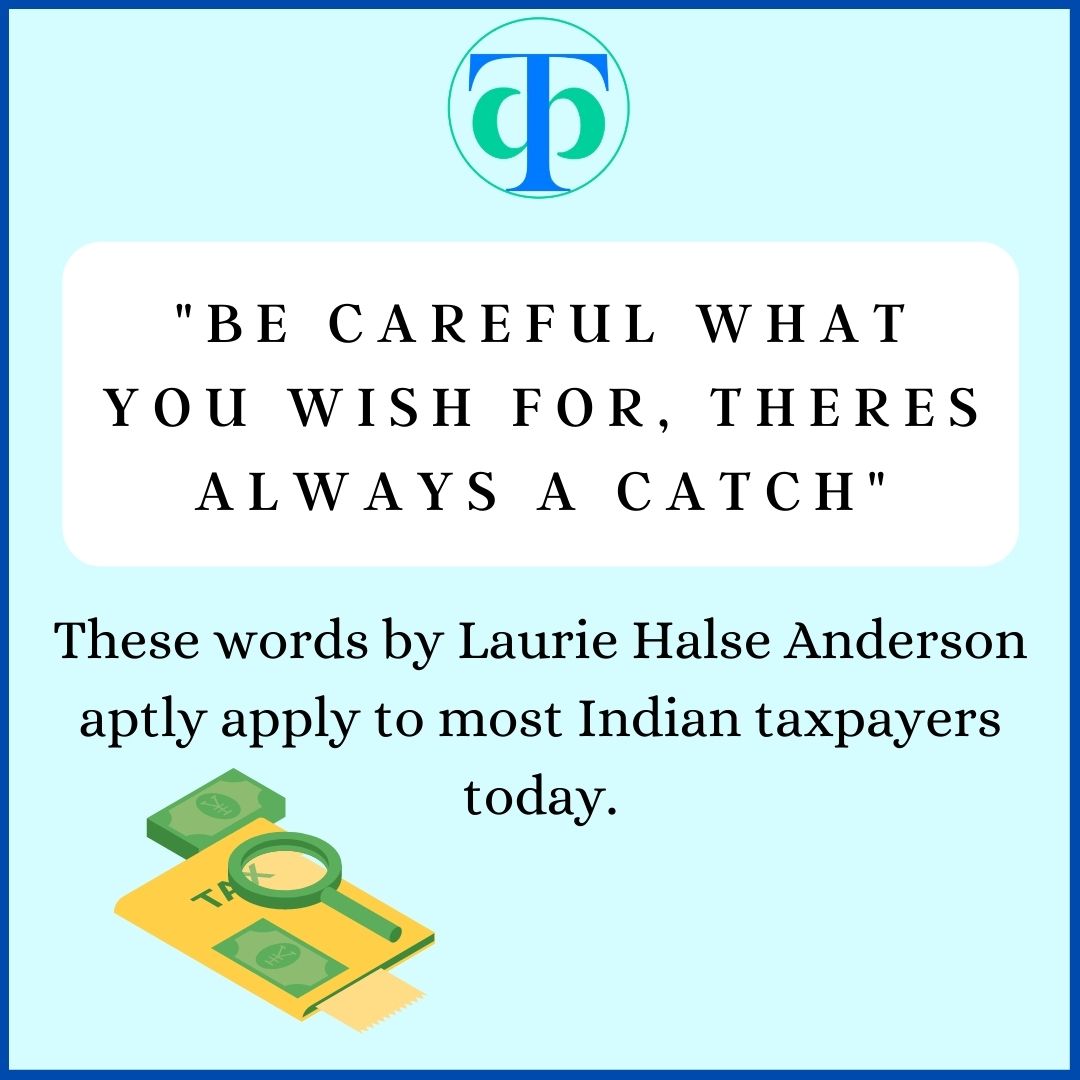 "BE CAREFUL WHAT
YOU WISH FOR, THERES
ALWAYS A CATCH"
These words by Laurie Halse Anderson
aptly apply to most Indian taxpayers
today.
TAX